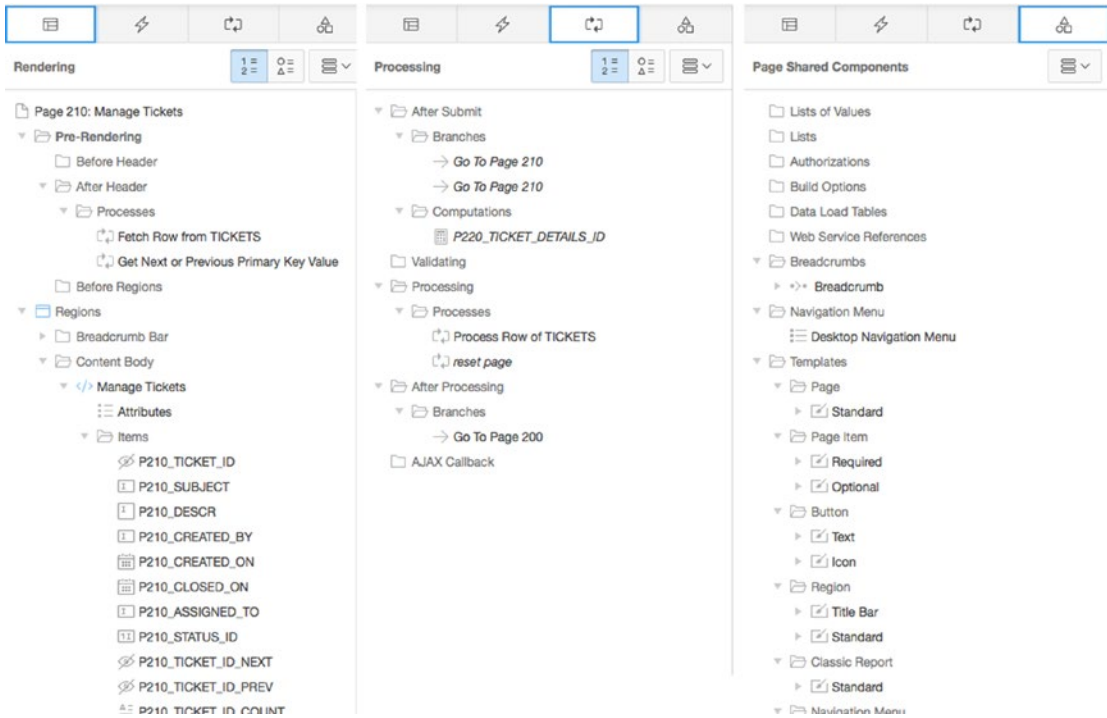 Rendering
Page 210: Manage Tickets
Pre-Rendering
Before Header
After Header
Processes
Fetch Row from TICKETS
Get Next or Previous Primary Key Value
Before Regions
Regions
Breadcrumb Bar
Content Body
Manage Tickets
Attributes
Items
P210_TICKET_ID
P210_SUBJECT
P210_DESCR
P210_CREATED_BY
P210_CREATED_ON
P210_CLOSED_ON
P210_ASSIGNED_TO
P210_STATUS_ID
P210_TICKET_ID_NEXT
P210_TICKET_ID_PREV
P210_TICKET_ID_COUNT
Processing
After Submit
Branches
Go To Page 210
Go To Page 210
Computations
P220_TICKET_DETAILS_ID
Validating
Processing
Processes
Process Row of TICKETS
reset page
After Processing
Branches
Go To Page 200
AJAX Callback
Page Shared Components
Lists of Values
Lists
Authorizations
Build Options
Data Load Tables
Web Service References
Breadcrumbs
Breadcrumb
Navigation Menu
Desktop Navigation Menu
Templates
Page
Standard
Page Item
Required
Optional
Button
Text
Icon
Region
Title Bar
Standard
Classic Report
Standard
Navigation Menu